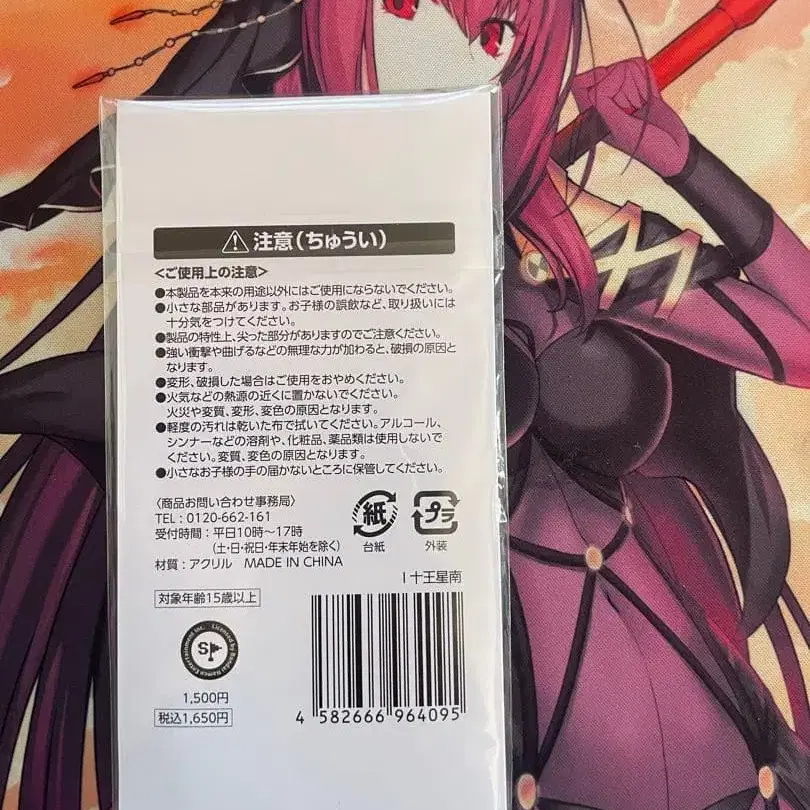 注意(ちゅうい)
<ご使用上の注意>
●本製品を本来の用途以外にはご使用にならないでください。
●小さな部品があります。お子様の誤飲など、取り扱いには
十分気をつけてください。
●製品の特性上、尖った部分がありますのでご注意ください。
●強い衝撃や曲げるなどの無理な力が加わると、破損の原因と
なります。
●変形、破損した場合はご使用をおやめください。
●火気などの熱源の近くに置かないでください。
火災や変質、変形、変色の原因となります。
●軽度の汚れは乾いた布で拭いてください。アルコール、
シンナーなどの溶剤や、化粧品、薬品類は使用しないで
ください。変質、変色の原因となります。
●小さなお子様の手の届かないところに保管してください。
〈商品お問い合わせ事務局〉
TEL : 0120-662-161
受付時間 : 平日10時~17時
(土・日・祝日・年末年始を除く)
材質 : アクリル MADE IN CHINA
紙
台紙
プラ
外装
I 十王星南
対象年齢15歳以上
Licensed by Bandai Namco Entertainment Inc.
SP
1,500円
税込1,650円
4 582666 964095